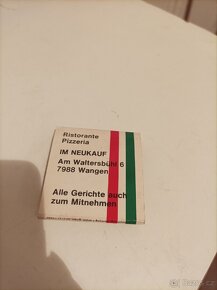 Ristorante
Pizzeria
IM NEUKAUF
Am Waltersbühl 6
7988 Wangen
Alle Gerichte auch
zum Mitnehmen